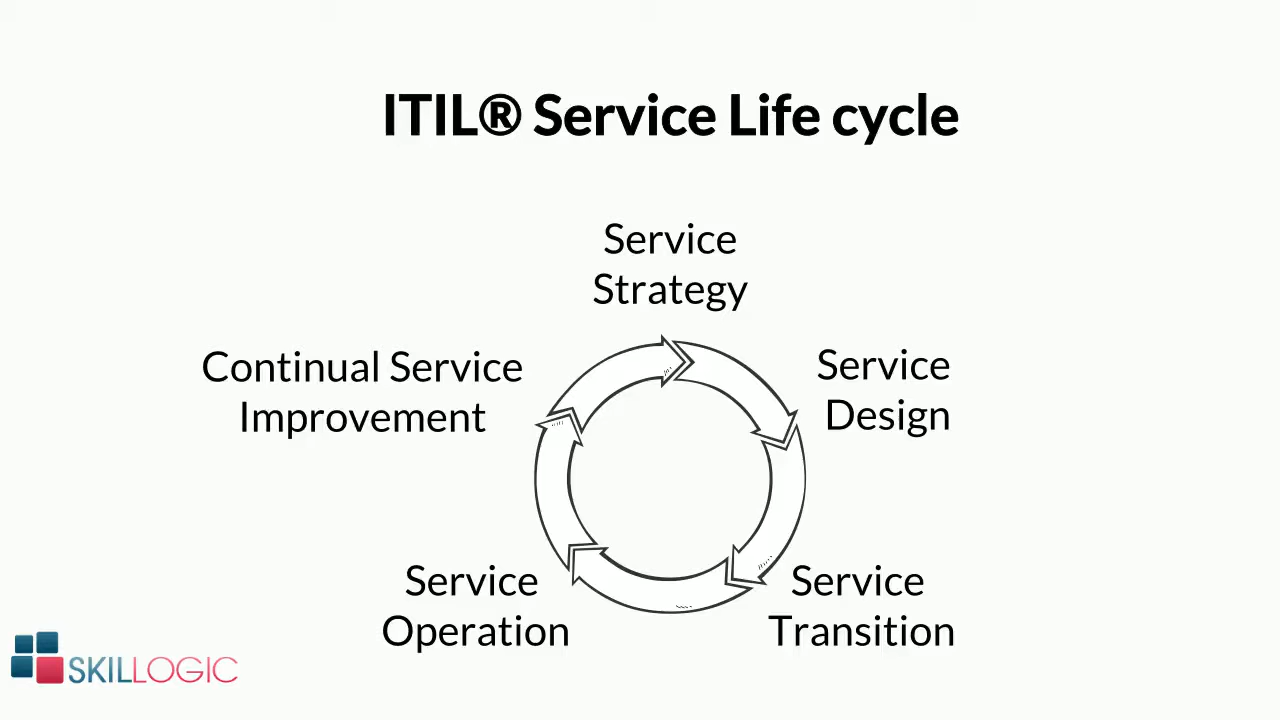 ITIL® Service Life cycle
Service
Strategy
Service
Design
Service
Transition
Service
Operation
Continual Service
Improvement
SKILLOGIC